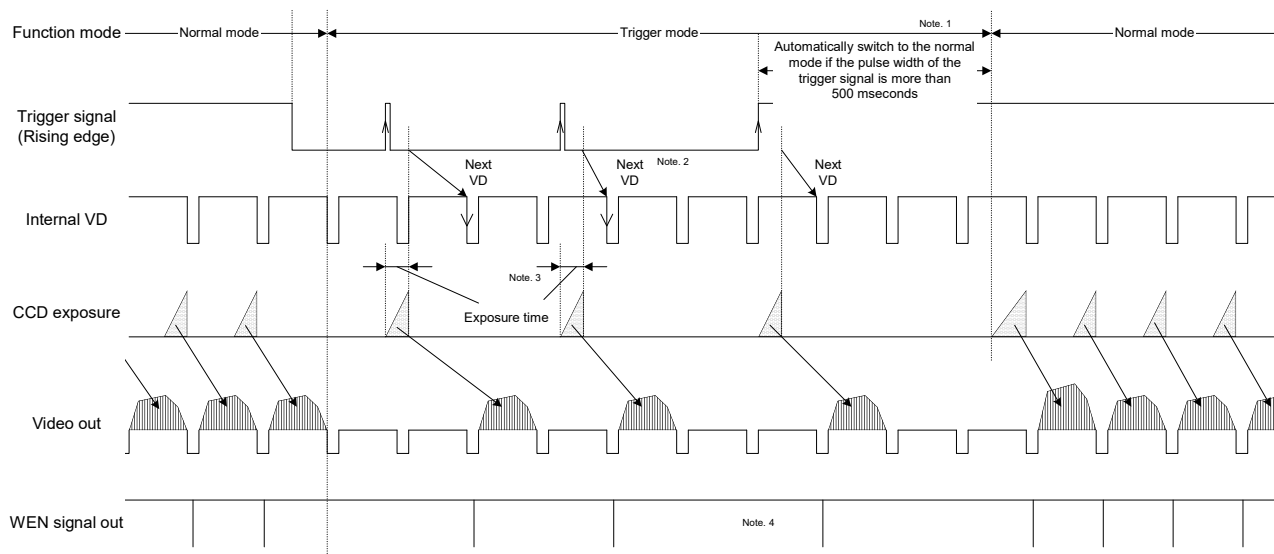 Note. 1
Function mode
Normal mode
Trigger mode
Normal mode
Automatically switch to the normal
mode if the pulse width of the
trigger signal is more than
500 mseconds
Trigger signal
(Rising edge)
Next
VD
Next
VD
Note. 2
Next
VD
Internal VD
Note. 3
CCD exposure
Exposure time
Video out
WEN signal out
Note. 4